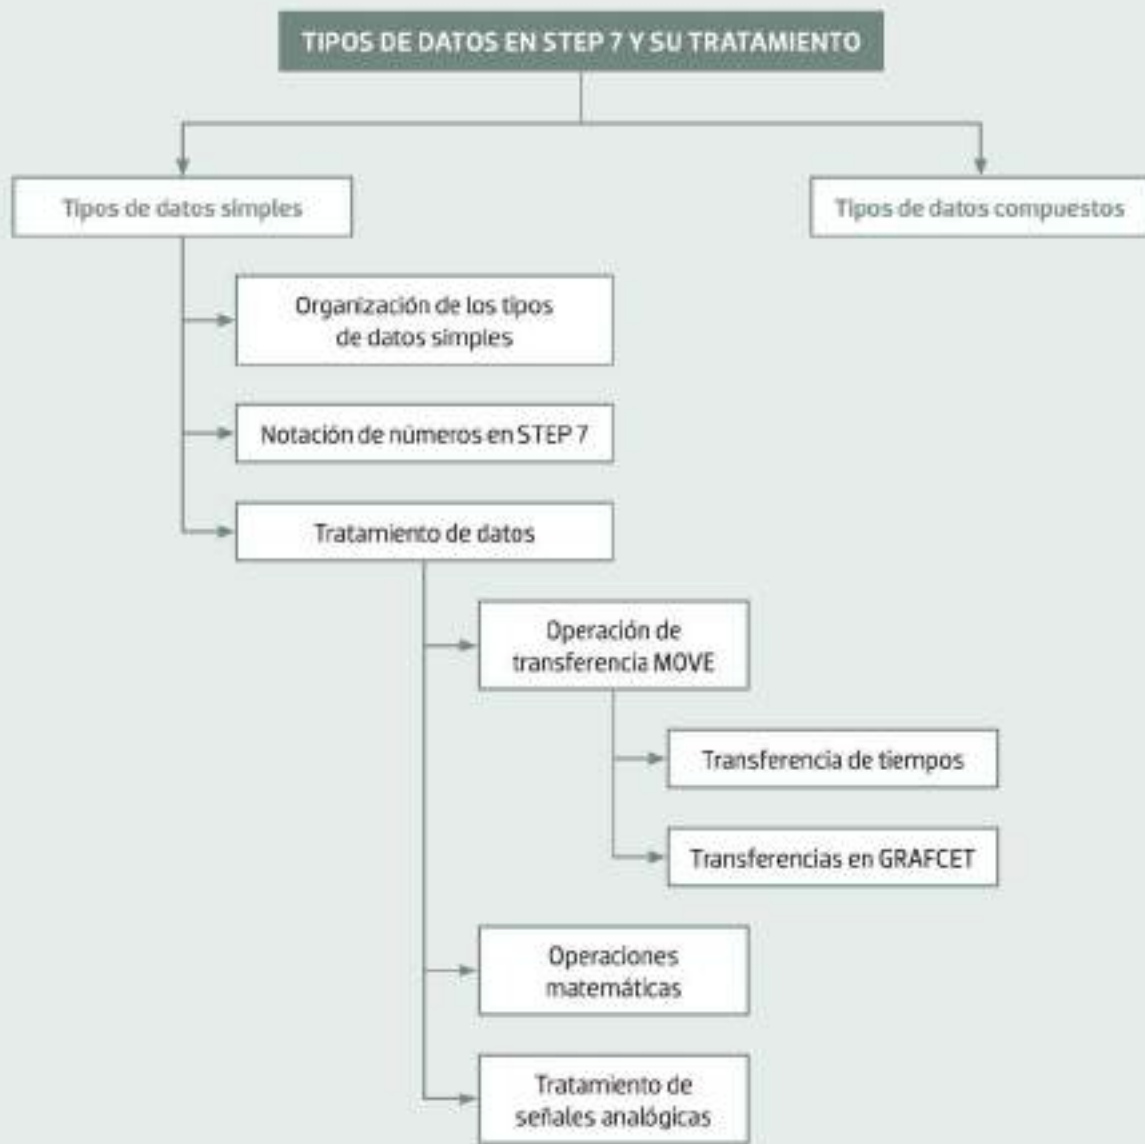 TIPOS DE DATOS EN STEP 7 Y SU TRATAMIENTO
Tipos de datos simples
Tipos de datos compuestos
Organización de los tipos
de datos simples
Notación de números en STEP 7
Tratamiento de datos
Operación de
transferencia MOVE
Transferencia de tiempos
Transferencias en GRAFCET
Operaciones
matemáticas
Tratamiento de
señales analógicas